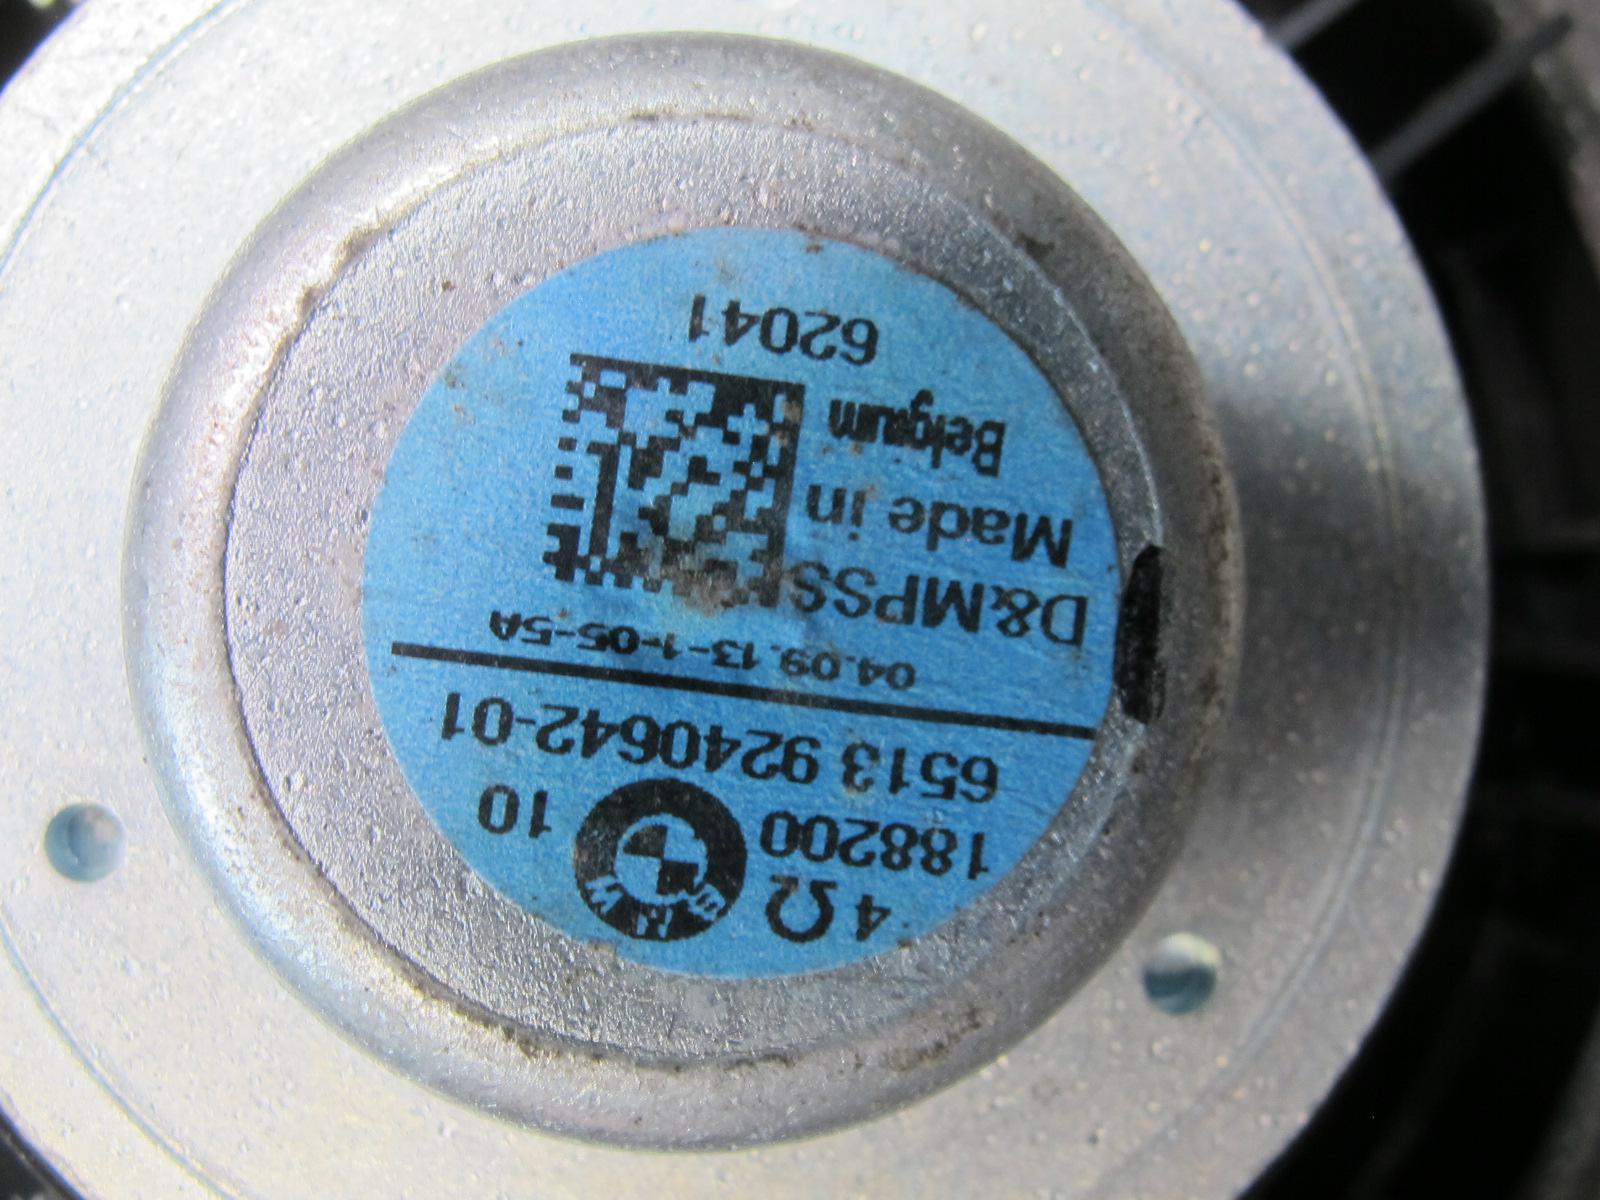 4 Ω BMW
188200 10
6513 9240642-01
04.09.13-1-05-5A
D&MPSS
Made in
Belgium
62041